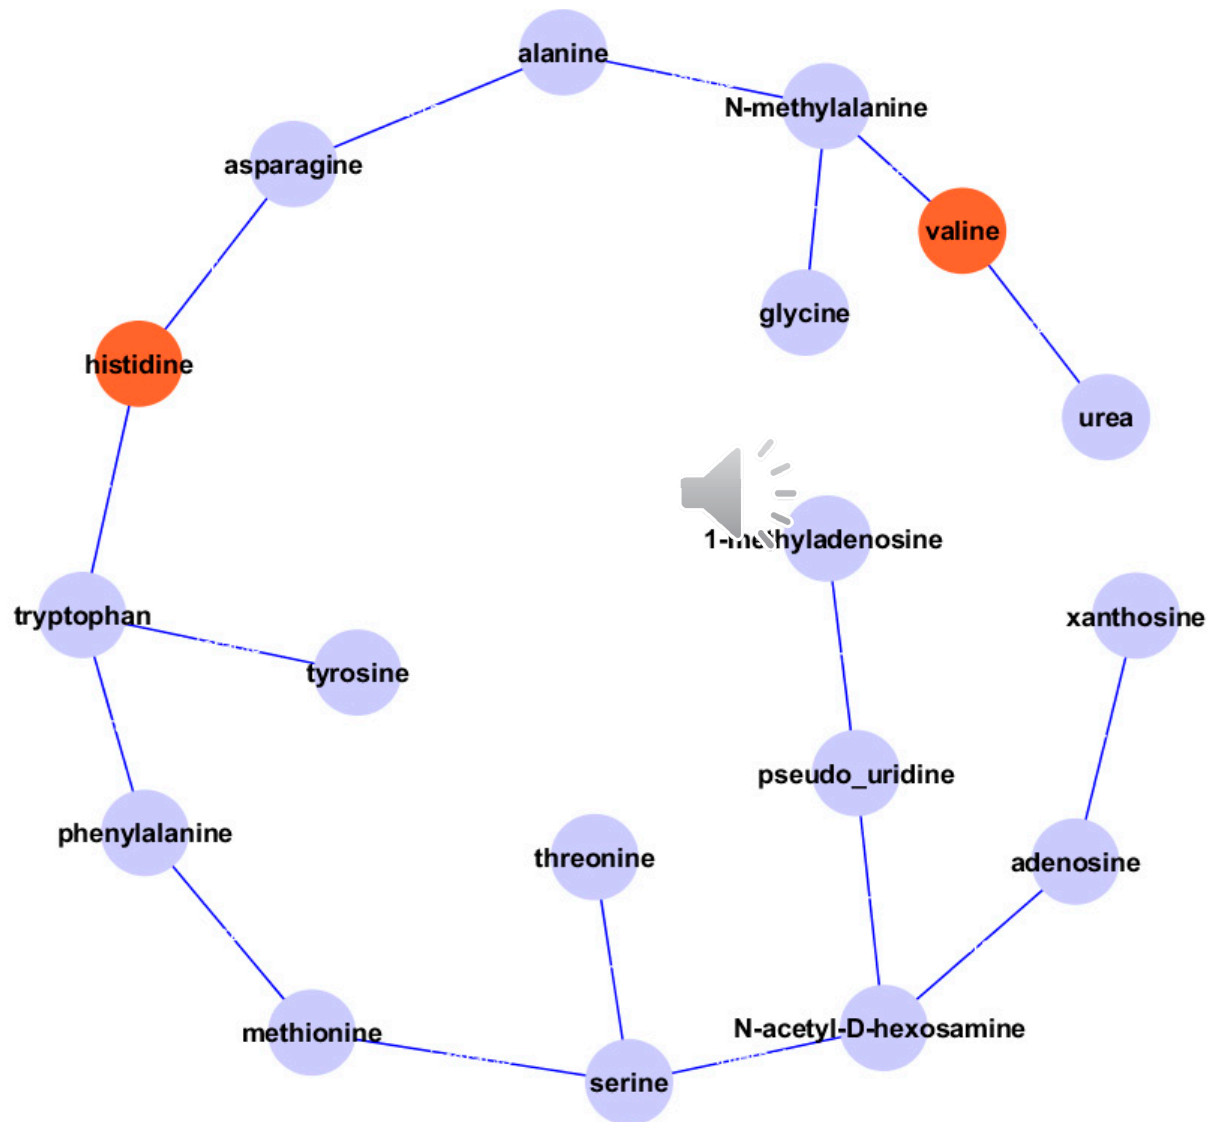 alanine
N-methylalanine
asparagine
valine
glycine
histidine
urea
1-methyladenosine
tryptophan
xanthosine
tyrosine
pseudo_uridine
phenylalanine
threonine
adenosine
methionine
N-acetyl-D-hexosamine
serine